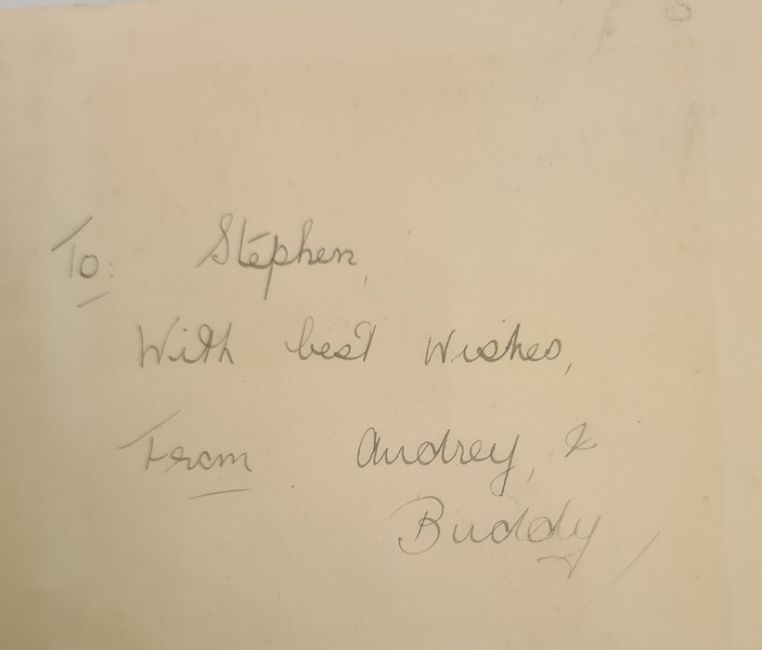 To: Stephen,
With best Wishes,
From Audrey, &
Buddy